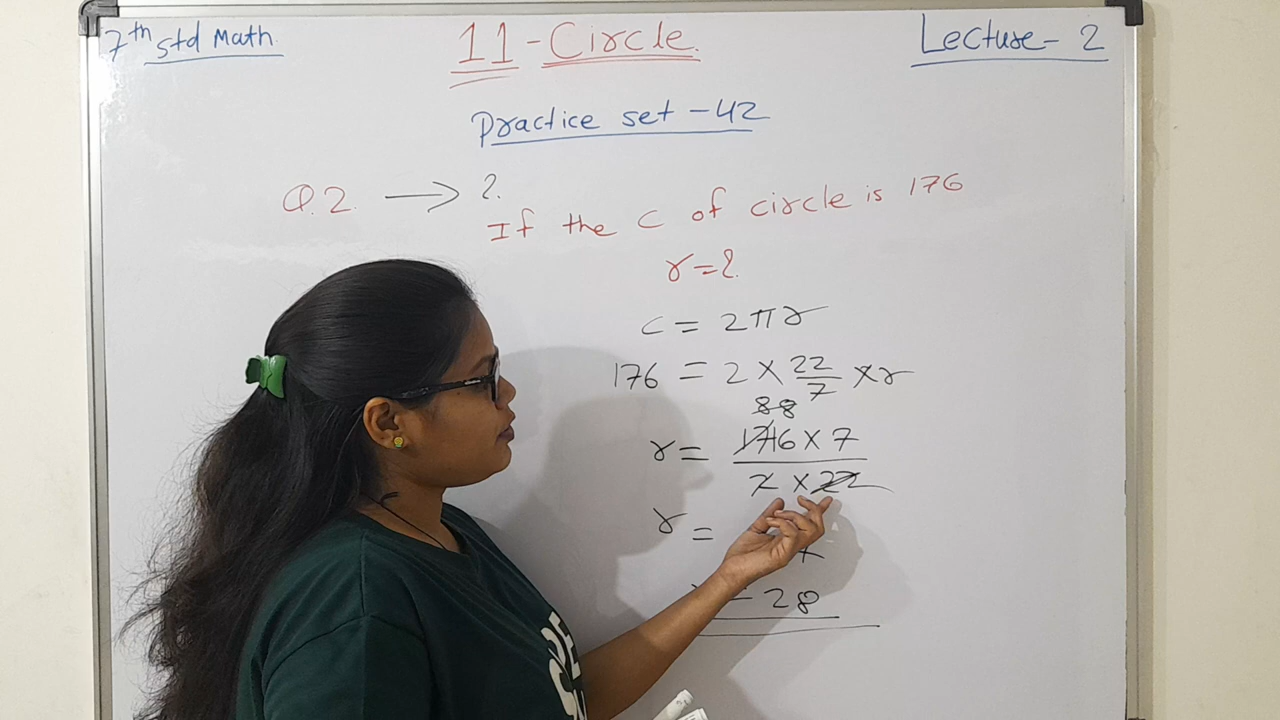 7th std Math
11 - Circle.
Lecture - 2
Practice set - 42
Q.2. → 2.
If the c of circle is 176
r = ?
c = 2πr
176 = 2 × 22/7 × r
88
r = 176 × 7 / 2 × 22
r =
= 28